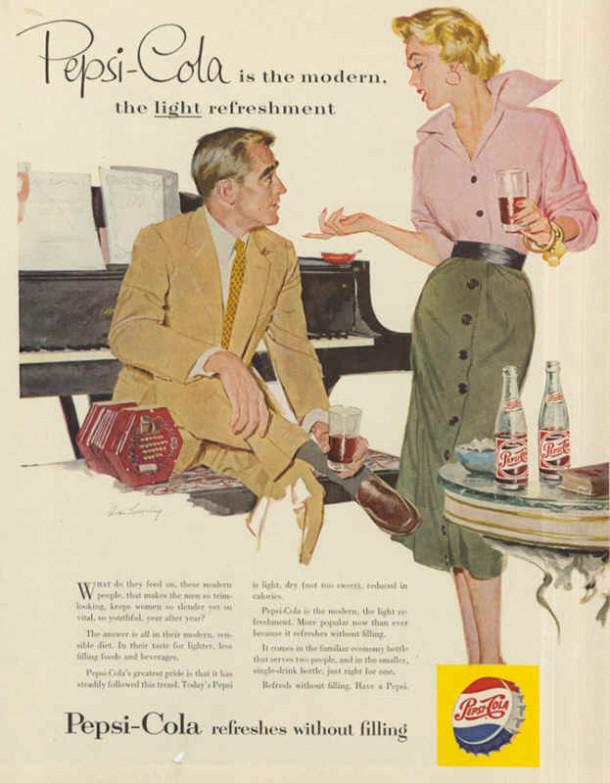 Pepsi-Cola is the modern,
the light refreshment
WHAT do they feed on, these modern
people, that makes the men so trim-
looking, keeps women so slender yet so
vital, so youthful, year after year?
The answer is all in their modern, sen-
sible diet. In their taste for lighter, less
filling foods and beverages.
Pepsi-Cola's greatest pride is that it has
steadily followed this trend. Today's Pepsi
is light, dry (not too sweet), reduced in
calories.
Pepsi-Cola is the modern, the light re-
freshment. More popular now than ever
because it refreshes without filling.
It comes in the familiar economy bottle
that serves two people, and in the smaller,
single-drink bottle, just right for one.
Refresh without filling. Have a Pepsi.
Pepsi-Cola refreshes without filling
PEPSI-COLA